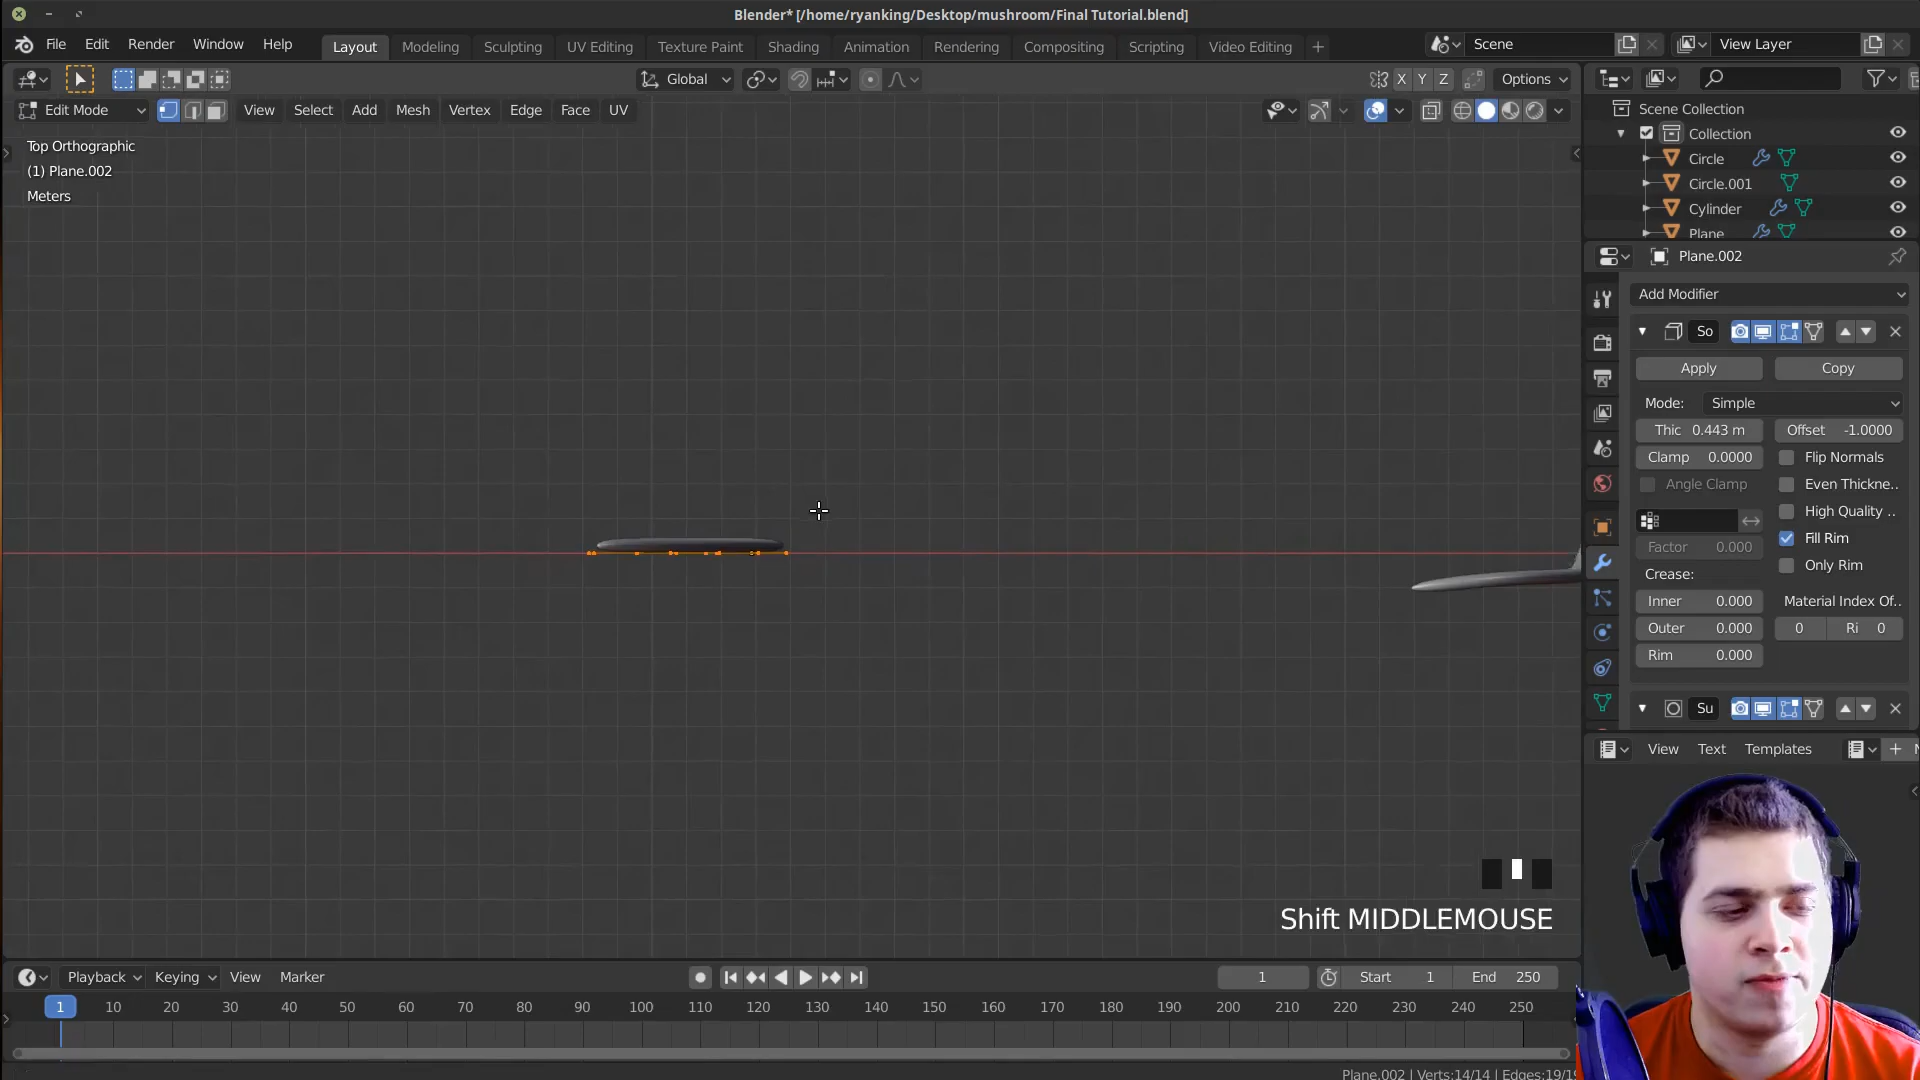 Blender* [/home/ryanking/Desktop/mushroom/Final Tutorial.blend]
File Edit Render Window Help Layout Modeling Sculpting UV Editing Texture Paint Shading Animation Rendering Compositing Scripting Video Editing + Scene View Layer
Global X Y Z Options
Edit Mode View Select Add Mesh Vertex Edge Face UV
Top Orthographic
(1) Plane.002
Meters
Scene Collection
Collection
Circle
Circle.001
Cylinder
Plane
Plane.002
Add Modifier
So
Apply Copy
Mode: Simple
Thic 0.443 m Offset -1.0000
Clamp 0.0000 Flip Normals
Angle Clamp Even Thickne..
High Quality ..
Factor 0.000 Fill Rim
Only Rim
Crease:
Inner 0.000 Material Index Of..
Outer 0.000 0 Ri 0
Rim 0.000
Su
View Text Templates
Shift MIDDLEMOUSE
Playback Keying View Marker 1 Start 1 End 250
1 10 20 30 40 50 60 70 80 90 100 110 120 130 140 150 160 170 180 190 200 210 220 230 240 250
Plane.002 | Verts:14/14 | Edges:19/19